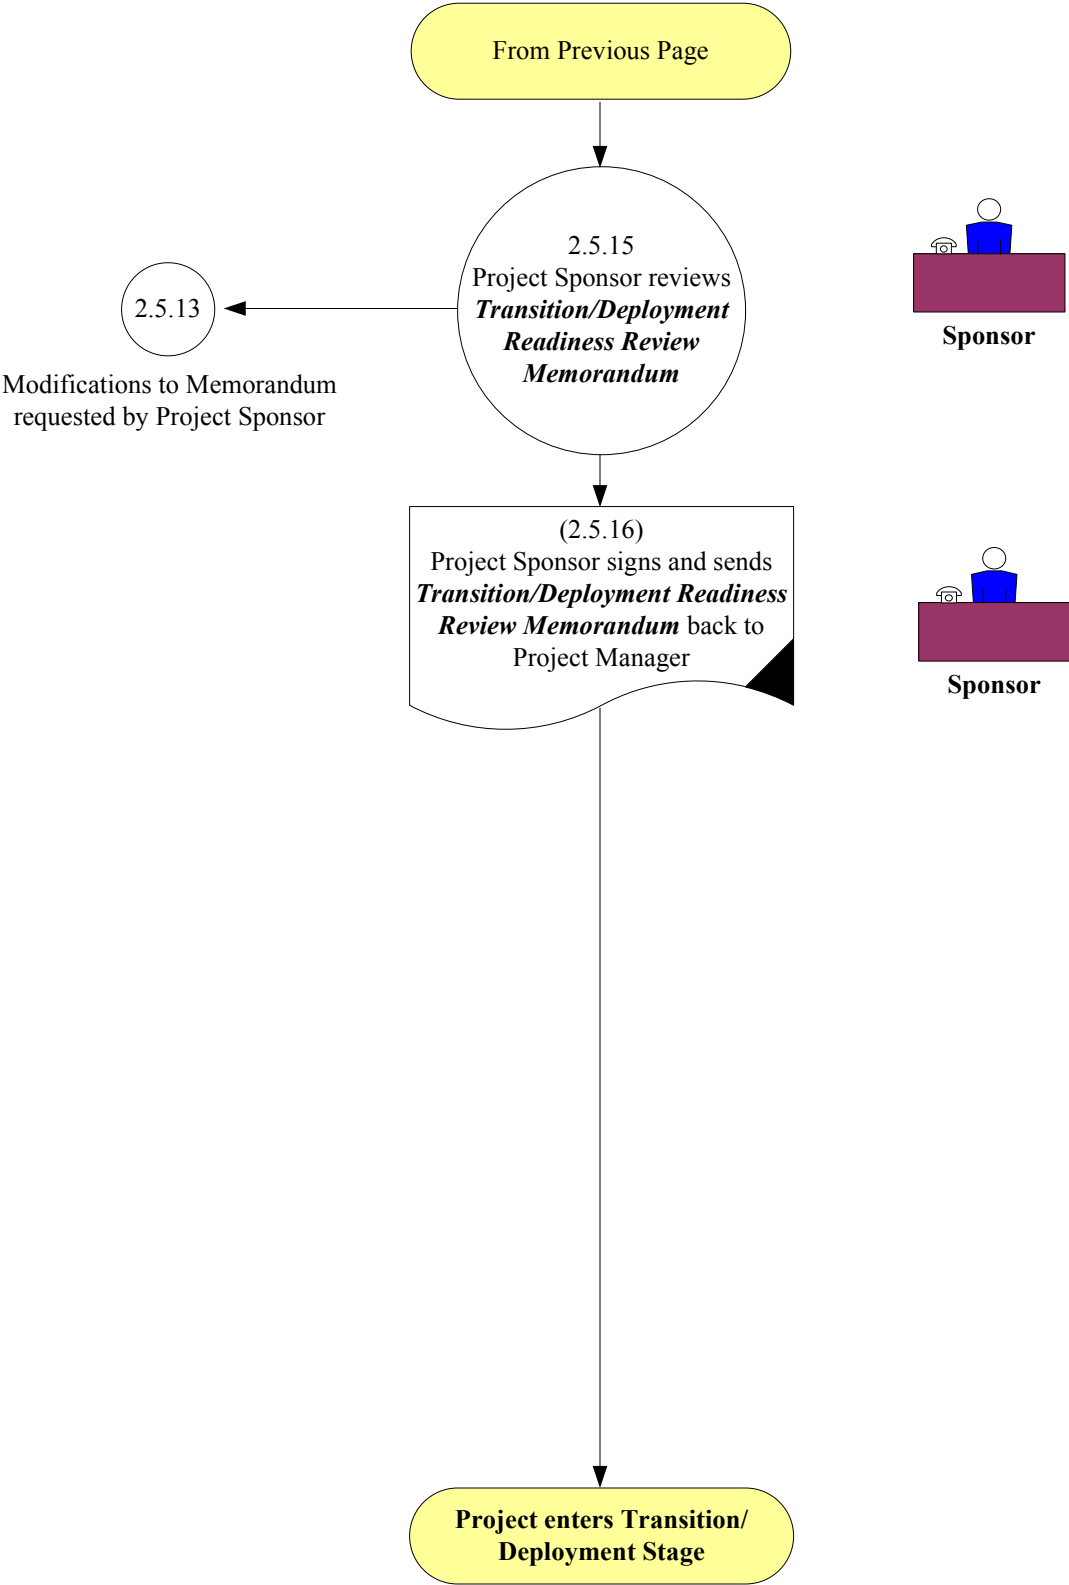 From Previous Page
2.5.15
Project Sponsor reviews
Transition/Deployment
Readiness Review
Memorandum
2.5.13
Modifications to Memorandum
requested by Project Sponsor
Sponsor
(2.5.16)
Project Sponsor signs and sends
Transition/Deployment Readiness
Review Memorandum back to
Project Manager
Sponsor
Project enters Transition/
Deployment Stage